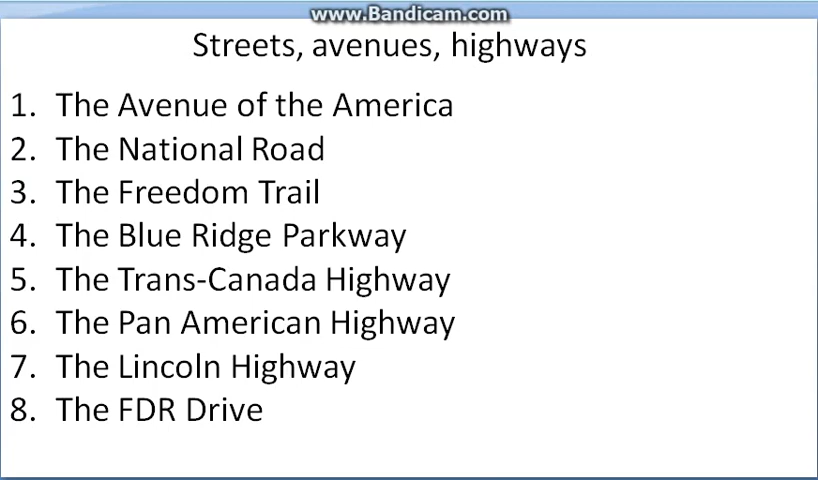 www.Bandicam.com
Streets, avenues, highways
1. The Avenue of the America
2. The National Road
3. The Freedom Trail
4. The Blue Ridge Parkway
5. The Trans-Canada Highway
6. The Pan American Highway
7. The Lincoln Highway
8. The FDR Drive